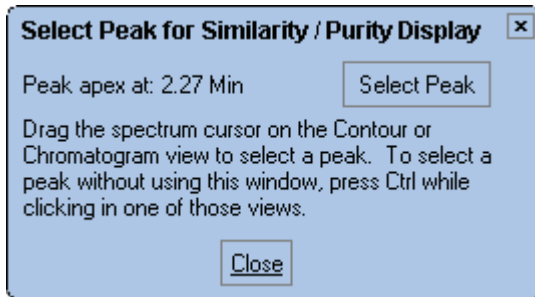 Select Peak for Similarity / Purity Display
Peak apex at: 2.27 Min Select Peak
Drag the spectrum cursor on the Contour or
Chromatogram view to select a peak. To select a
peak without using this window, press Ctrl while
clicking in one of those views.
Close